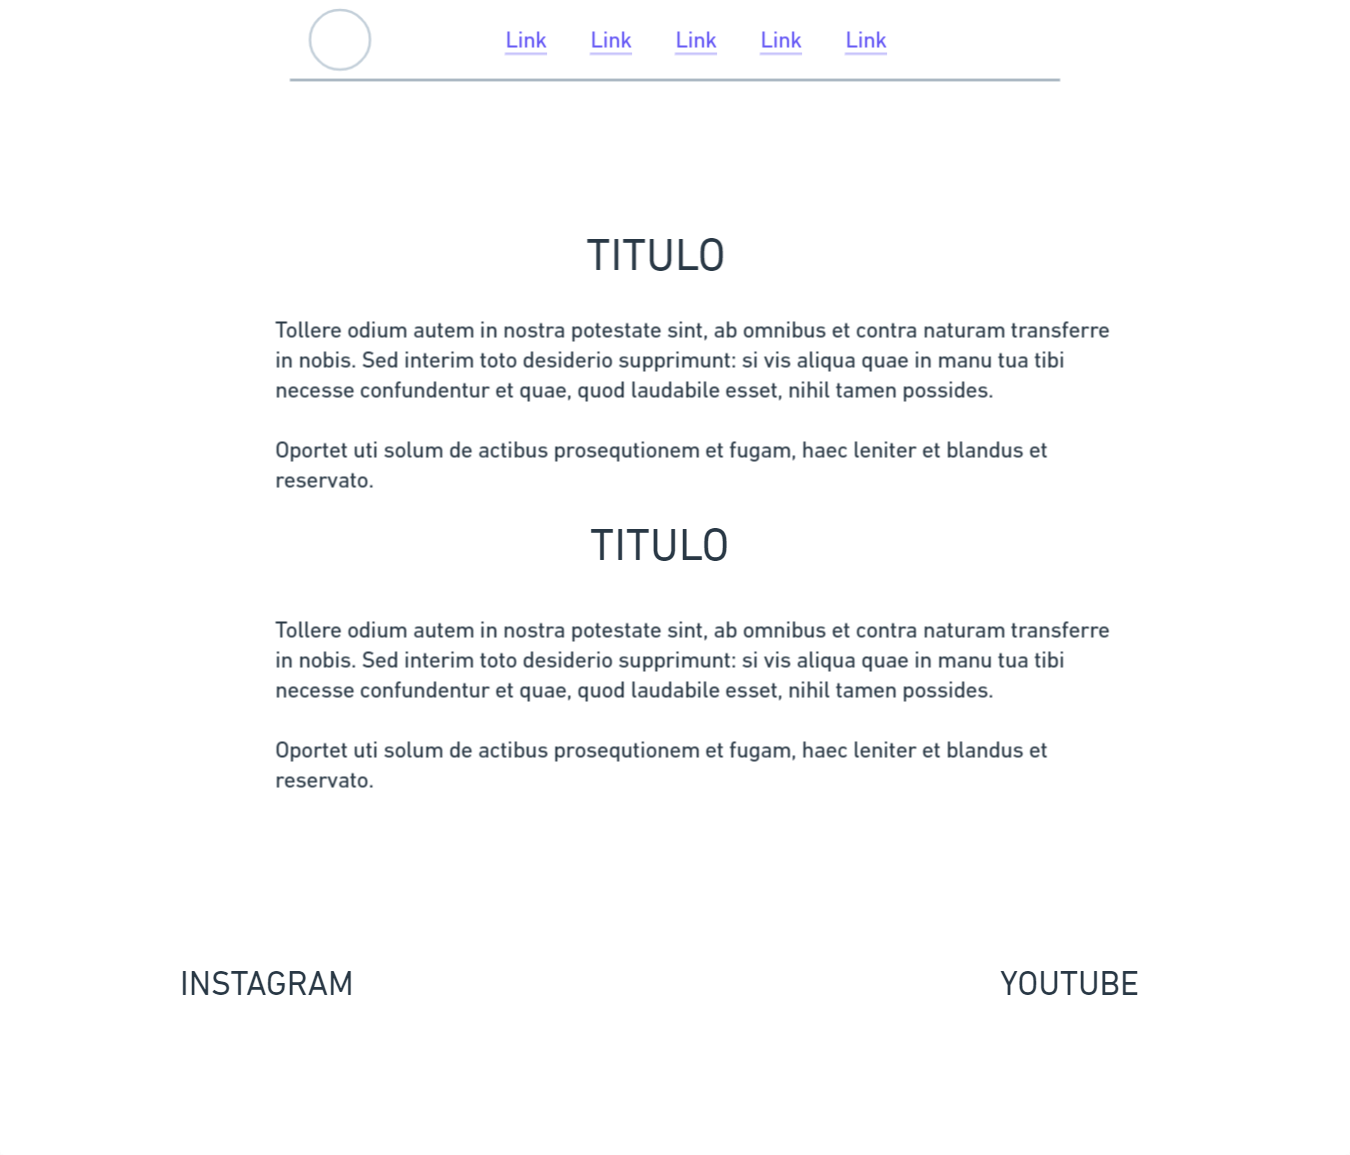 Link Link Link Link Link
TITULO
Tollere odium autem in nostra potestate sint, ab omnibus et contra naturam transferre
in nobis. Sed interim toto desiderio supprimunt: si vis aliqua quae in manu tua tibi
necesse confundentur et quae, quod laudabile esset, nihil tamen possides.
Oportet uti solum de actibus prosequtionem et fugam, haec leniter et blandus et
reservato.
TITULO
Tollere odium autem in nostra potestate sint, ab omnibus et contra naturam transferre
in nobis. Sed interim toto desiderio supprimunt: si vis aliqua quae in manu tua tibi
necesse confundentur et quae, quod laudabile esset, nihil tamen possides.
Oportet uti solum de actibus prosequtionem et fugam, haec leniter et blandus et
reservato.
INSTAGRAM YOUTUBE